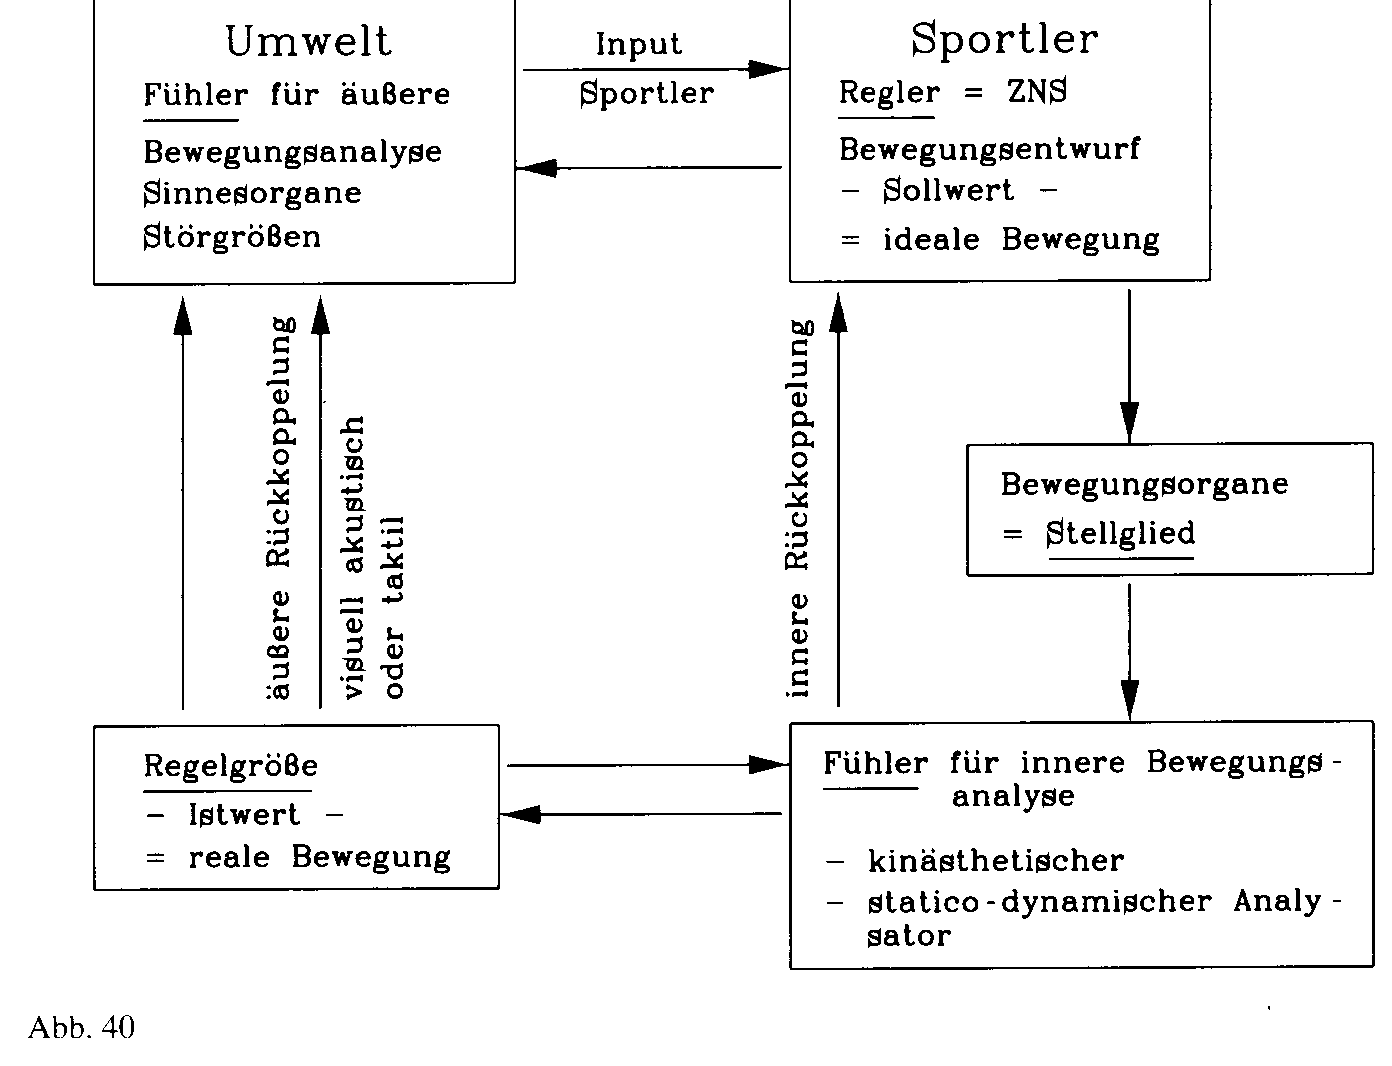 Umwelt
Fühler für äußere
Bewegungsanalyse
Sinnesorgane
Störgrößen
Input
Sportler
Sportler
Regler = ZNS
Bewegungsentwurf
– Sollwert –
= ideale Bewegung
äußere Rückkoppelung
visuell akustisch
oder taktil
innere Rückkoppelung
Bewegungsorgane
= Stellglied
Regelgröße
– Istwert –
= reale Bewegung
Fühler für innere Bewegungs-
analyse
– kinästhetischer
– statico-dynamischer Analy-
sator
Abb. 40